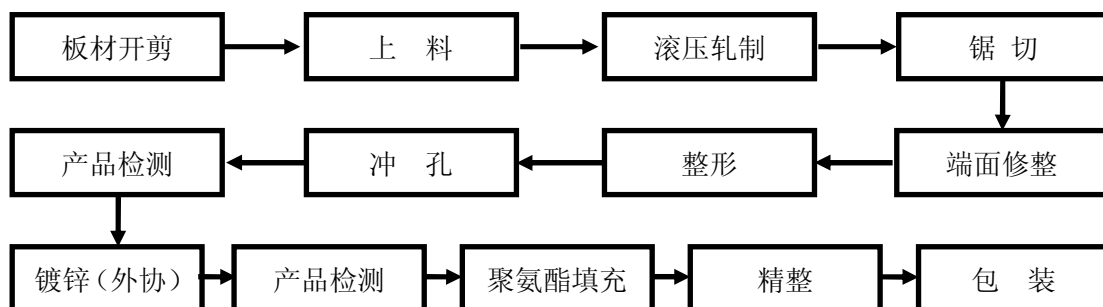 板材开剪
上 料
滚压轧制
锯 切
产品检测
冲 孔
整形
端面修整
镀锌（外协）
产品检测
聚氨酯填充
精整
包 装